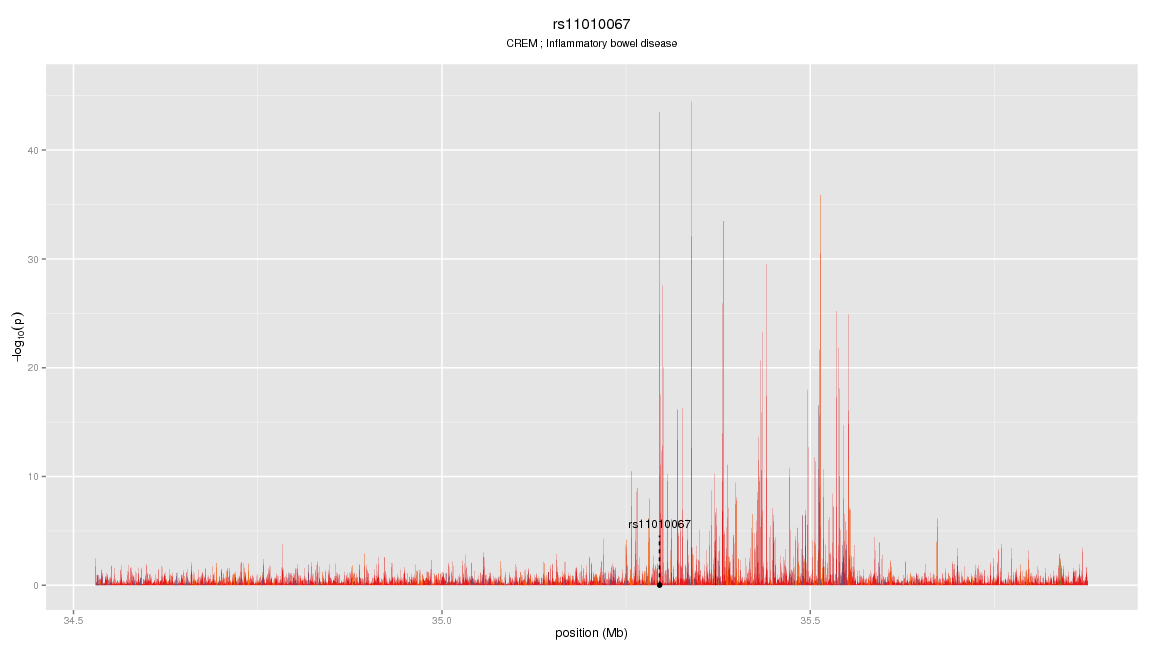 rs11010067
CREM ; Inflammatory bowel disease
−log10(p)
40
30
20
10
0
rs11010067
34.5 35.0 35.5
position (Mb)